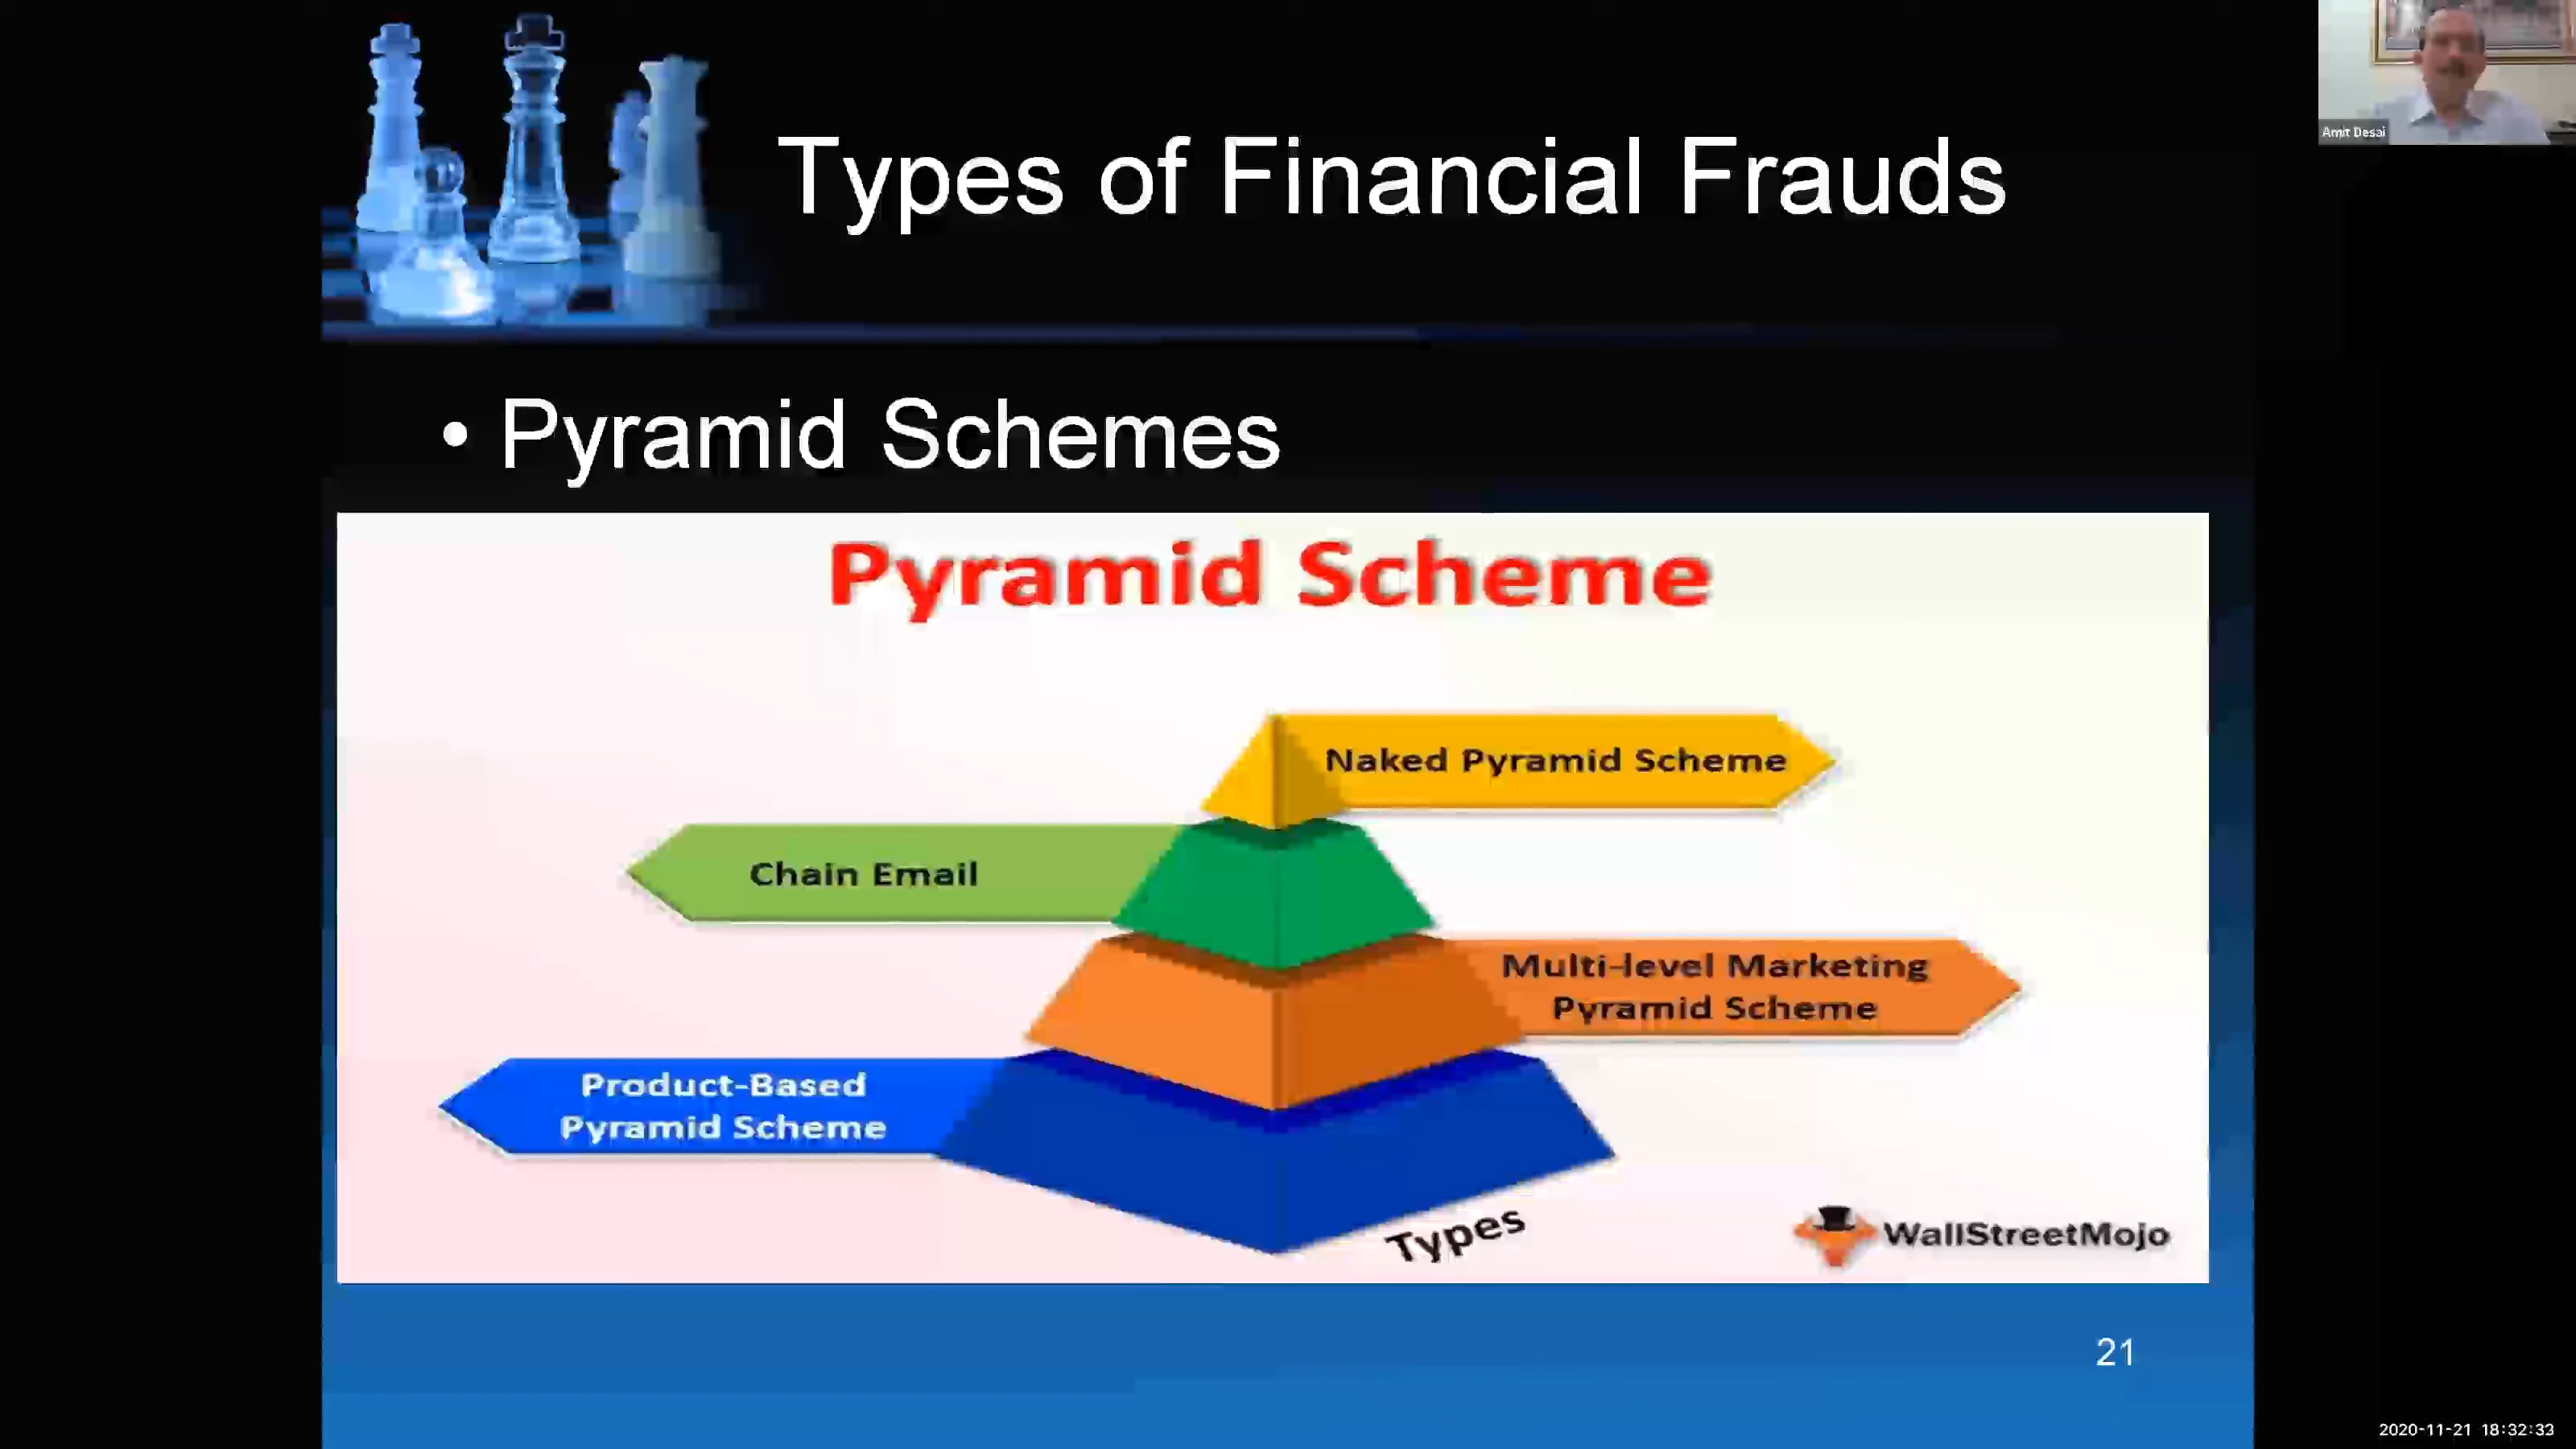 Types of Financial Frauds
Amit Desai
• Pyramid Schemes
Pyramid Scheme
Naked Pyramid Scheme
Chain Email
Multi-level Marketing
Pyramid Scheme
Product-Based
Pyramid Scheme
Types
WallStreetMojo
21
2020-11-21 18:32:33